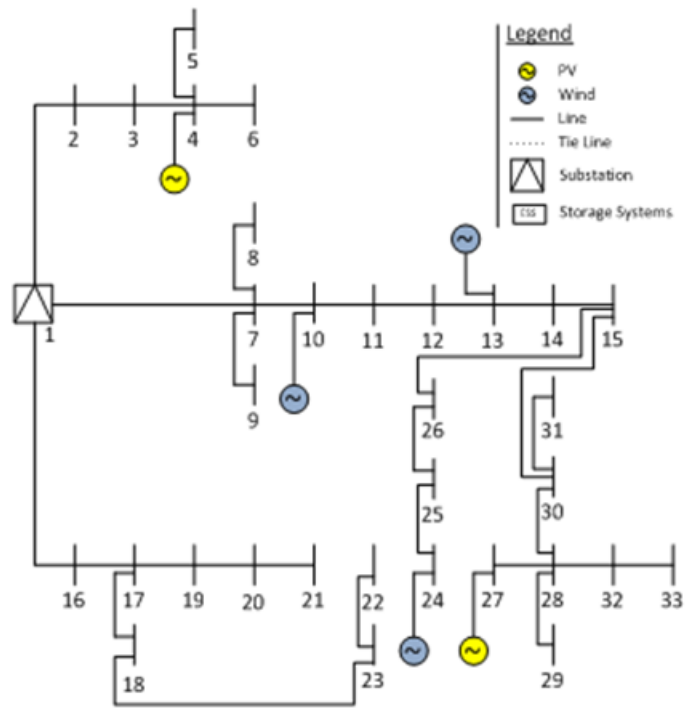 Legend
PV
Wind
Line
Tie Line
Substation
ESS Storage Systems
5
2 3 4 6
8
1 7 10 11 12 13 14 15
9
26 31
25 30
16 17 19 20 21 22 24 27 28 32 33
18 23 29